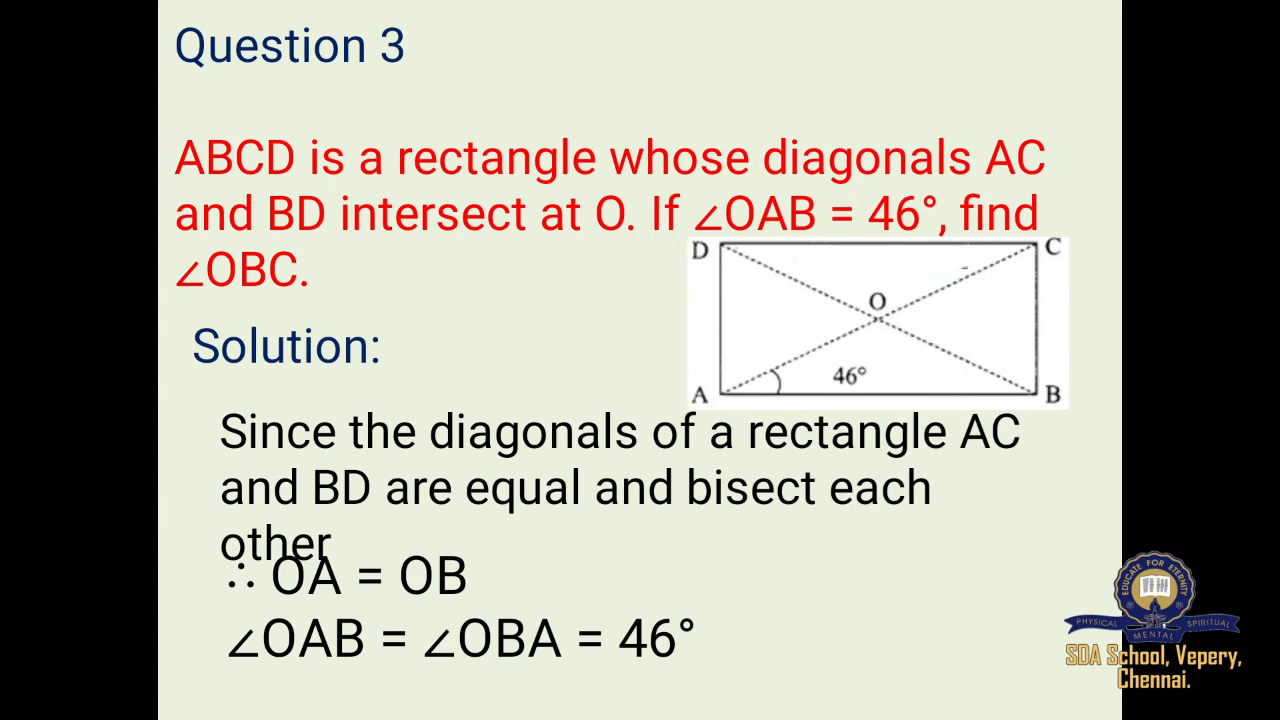 Question 3
ABCD is a rectangle whose diagonals AC
and BD intersect at O. If ∠OAB = 46°, find
∠OBC.
D
C
O
46°
A
B
Solution:
Since the diagonals of a rectangle AC
and BD are equal and bisect each
other
∴ OA = OB
∠OAB = ∠OBA = 46°
EDUCATE FOR ETERNITY
PHYSICAL
MENTAL
SPIRITUAL
SDA School, Vepery,
Chennai.